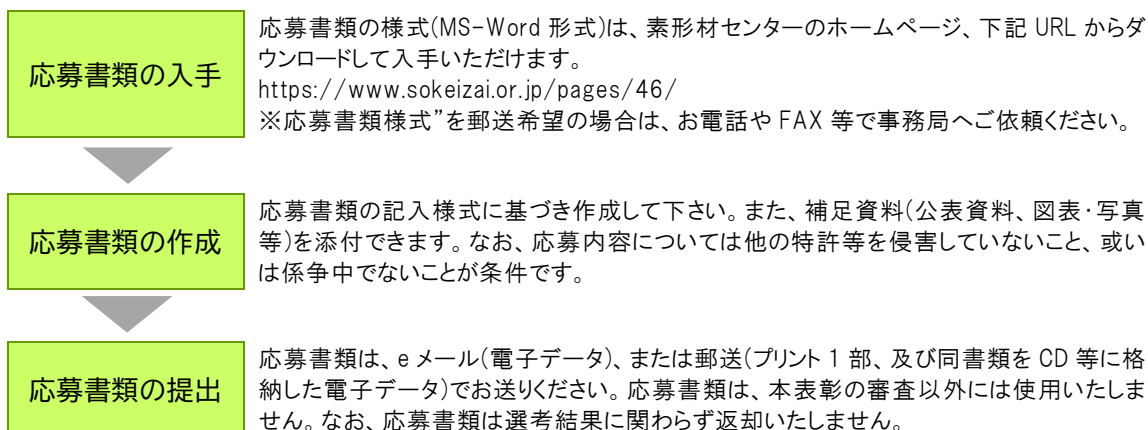 応募書類の入手
応募書類の様式(MS-Word 形式)は、素形材センターのホームページ、下記 URL からダ
ウンロードして入手いただけます。
https://www.sokeizai.or.jp/pages/46/
※応募書類様式”を郵送希望の場合は、お電話や FAX 等で事務局へご依頼ください。
応募書類の作成
応募書類の記入様式に基づき作成して下さい。また、補足資料(公表資料、図表・写真
等)を添付できます。なお、応募内容については他の特許等を侵害していないこと、或い
は係争中でないことが条件です。
応募書類の提出
応募書類は、e メール(電子データ)、または郵送(プリント 1 部、及び同書類を CD 等に格
納した電子データ)でお送りください。応募書類は、本表彰の審査以外には使用いたしま
せん。なお、応募書類は選考結果に関わらず返却いたしません。